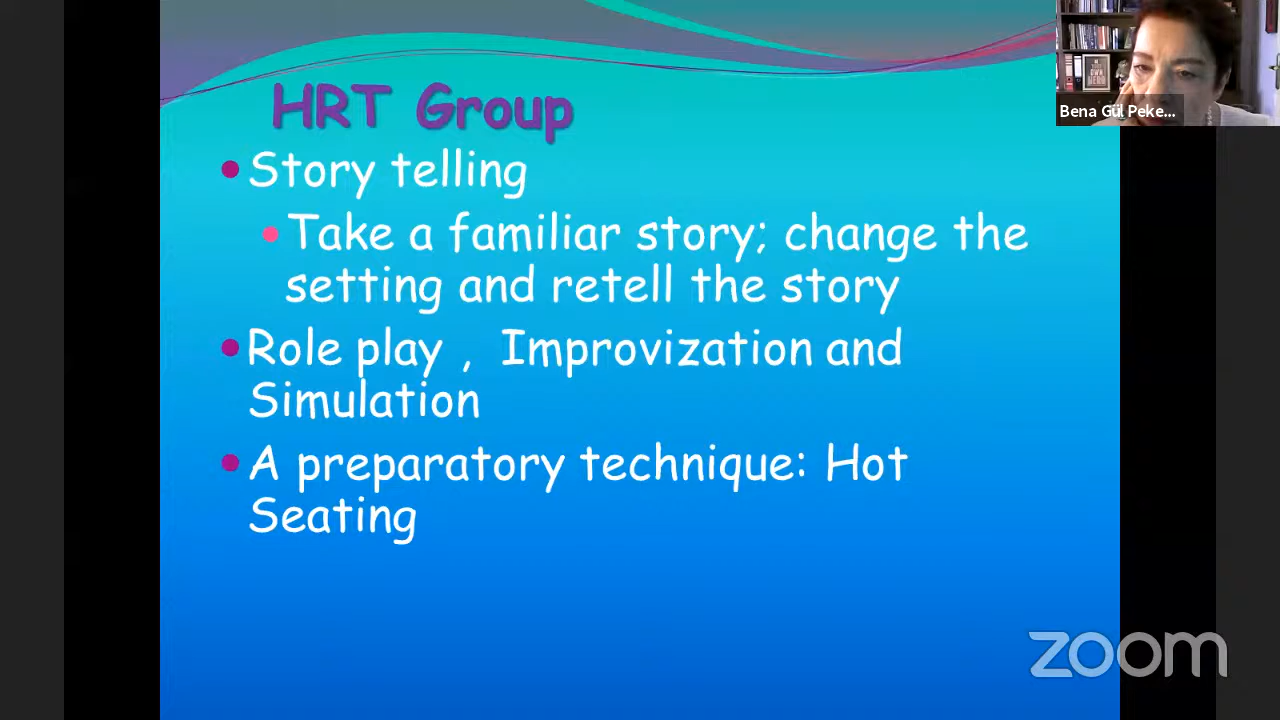 Bena Gül Peke...
HRT Group
Story telling
Take a familiar story; change the
setting and retell the story
Role play , Improvization and
Simulation
A preparatory technique: Hot
Seating
zoom